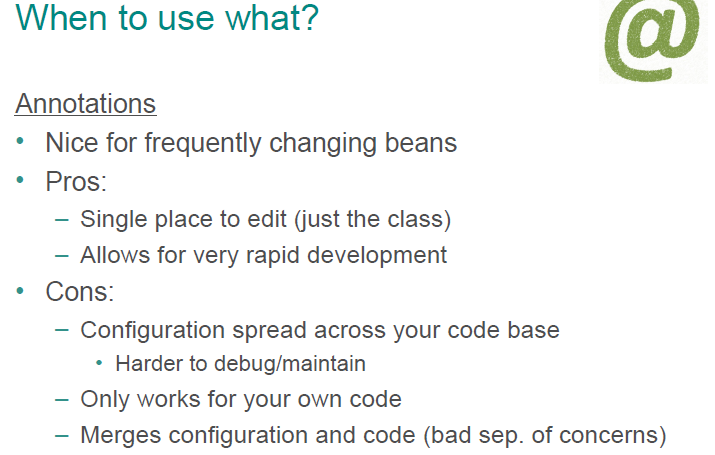 When to use what?
@
Annotations
• Nice for frequently changing beans
• Pros:
– Single place to edit (just the class)
– Allows for very rapid development
• Cons:
– Configuration spread across your code base
• Harder to debug/maintain
– Only works for your own code
– Merges configuration and code (bad sep. of concerns)